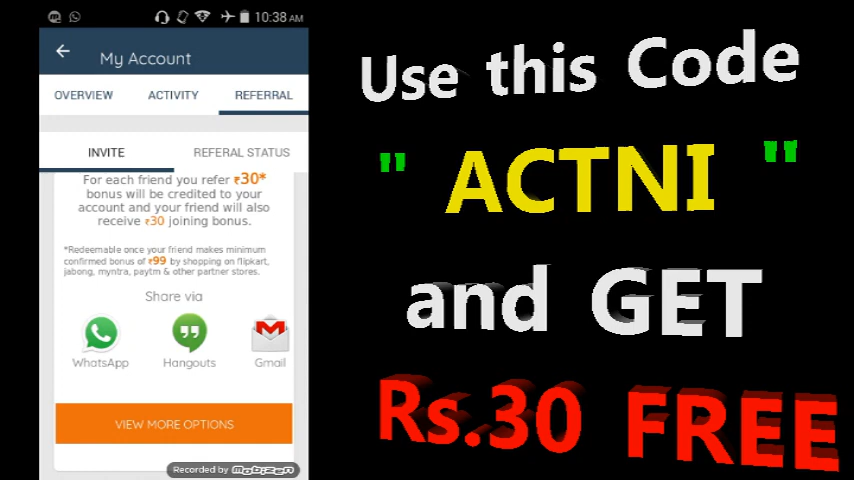 10:38 AM
My Account
OVERVIEW ACTIVITY REFERRAL
INVITE REFERAL STATUS
For each friend you refer ₹30*
bonus will be credited to your
account and your friend will also
receive ₹30 joining bonus.
*Redeemable once your friend makes minimum
confirmed bonus of ₹99 by shopping on flipkart,
jabong, myntra, paytm & other partner stores.
Share via
WhatsApp Hangouts Gmail
VIEW MORE OPTIONS
Recorded by mobizen
Use this Code
" ACTNI "
and GET
Rs.30 FREE